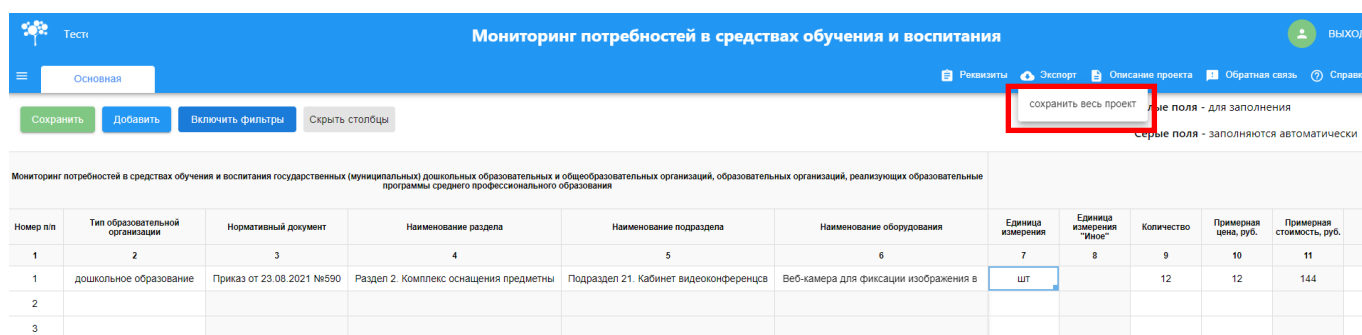 Тесто
Мониторинг потребностей в средствах обучения и воспитания
ВЫХОД
Основная
Реквизиты Экспорт Описание проекта Обратная связь Справк
сохранить весь проект
лые поля - для заполнения
Сохранить Добавить Включить фильтры Скрыть столбцы
Серые поля - заполняются автоматически
Мониторинг потребностей в средствах обучения и воспитания государственных (муниципальных) дошкольных образовательных и общеобразовательных организаций, образовательных организаций, реализующих образовательные
программы среднего профессионального образования
Номер п/п Тип образовательной организации Нормативный документ Наименование раздела Наименование подраздела Наименование оборудования Единица измерения Единица измерения "Иное" Количество Примерная цена, руб. Примерная стоимость, руб.
1 2 3 4 5 6 7 8 9 10 11
1 дошкольное образование Приказ от 23.08.2021 №590 Раздел 2. Комплекс оснащения предметны Подраздел 21. Кабинет видеоконференцсв Веб-камера для фиксации изображения в шт 12 12 144
2
3